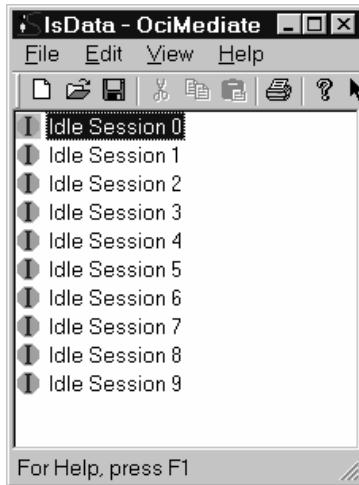 IsData - OciMediate
File Edit View Help
Idle Session 0
Idle Session 1
Idle Session 2
Idle Session 3
Idle Session 4
Idle Session 5
Idle Session 6
Idle Session 7
Idle Session 8
Idle Session 9
For Help, press F1